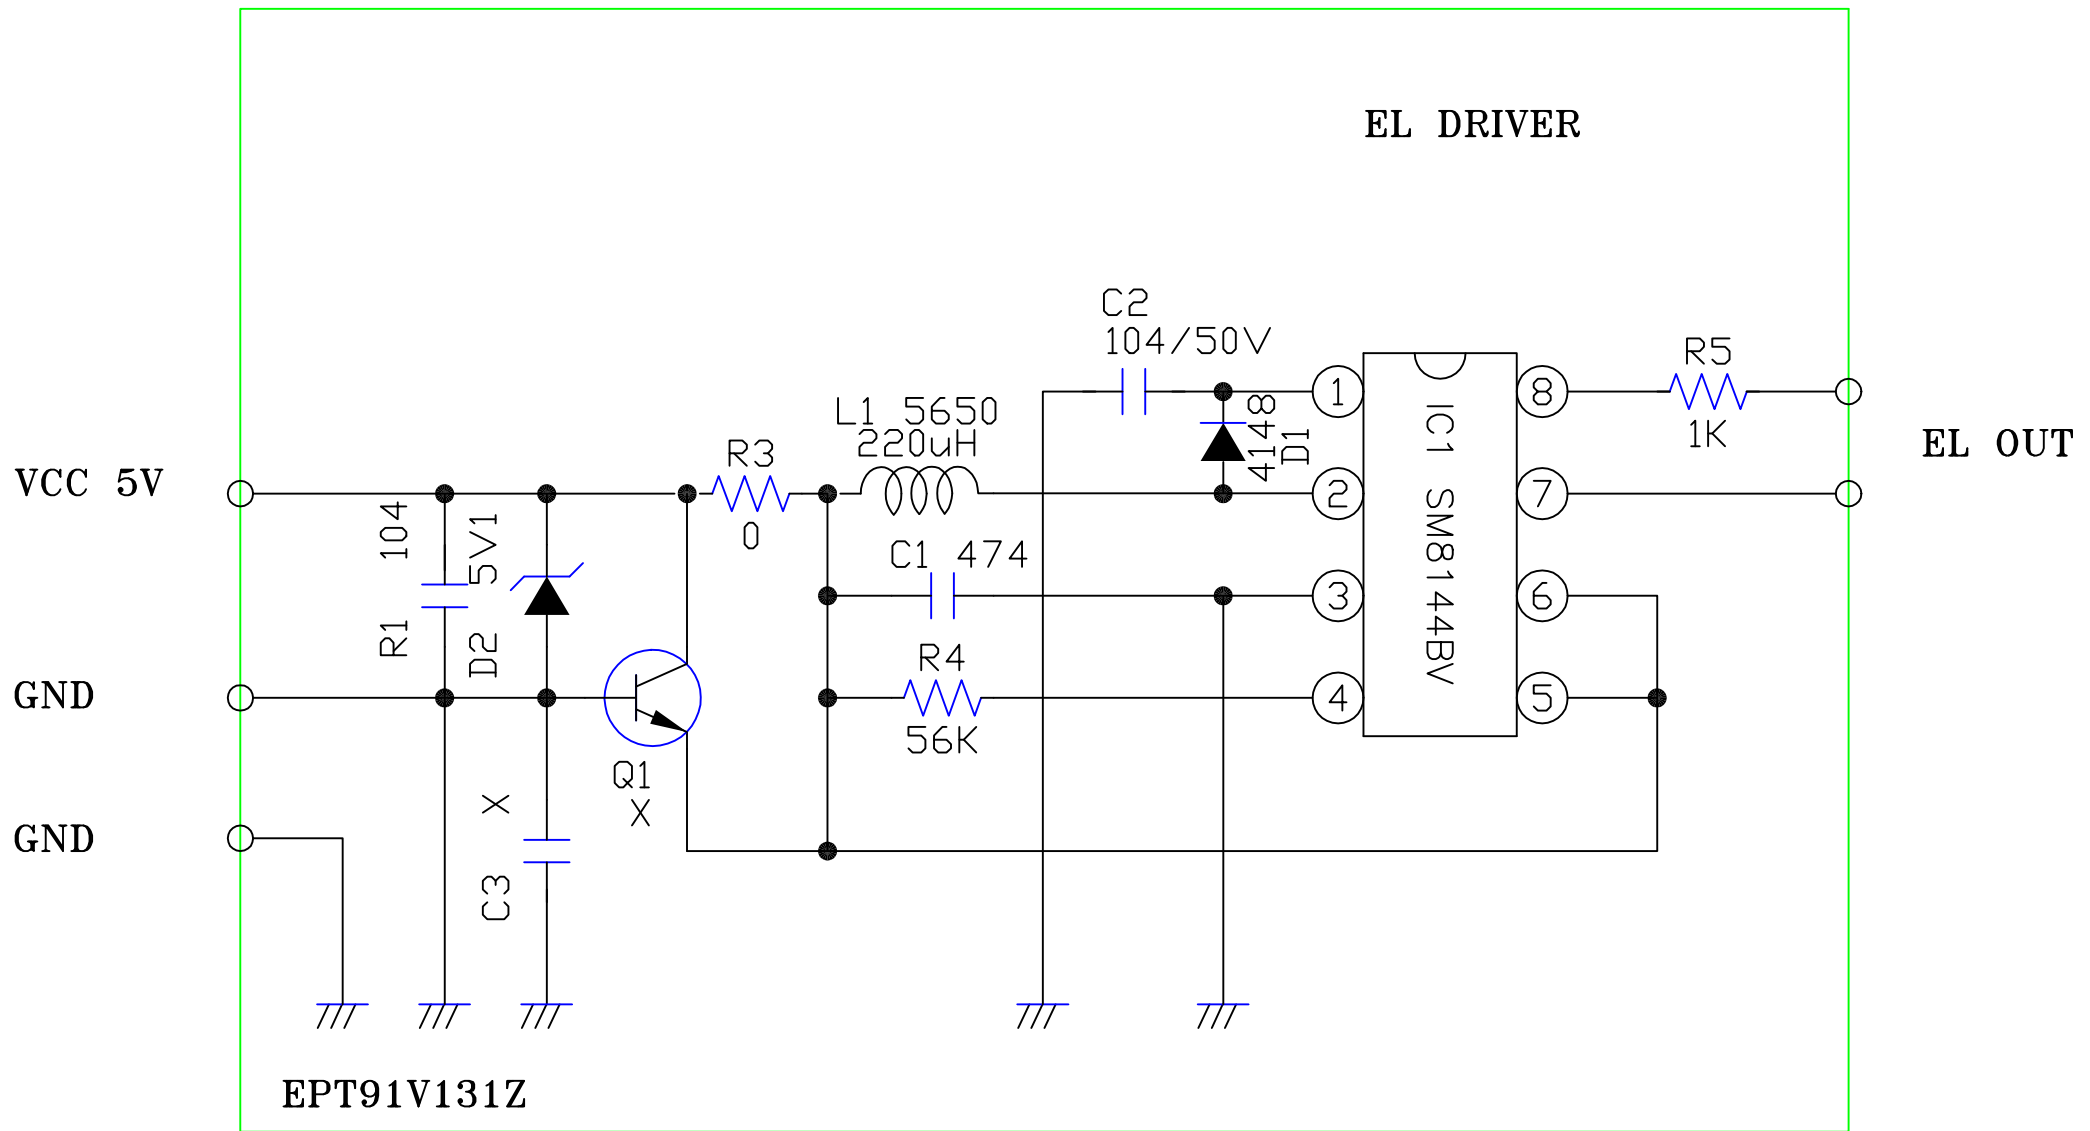 EL DRIVER
C2
104/50V
R5
1K
L1 5650
220uH
R3
0
4148
D1
1
2
3
4
8
7
6
5
IC1 SM8144BV
EL OUT
VCC 5V
104
R1
5V1
D2
C1 474
R4
56K
GND
Q1
X
GND
X
C3
EPT91V131Z